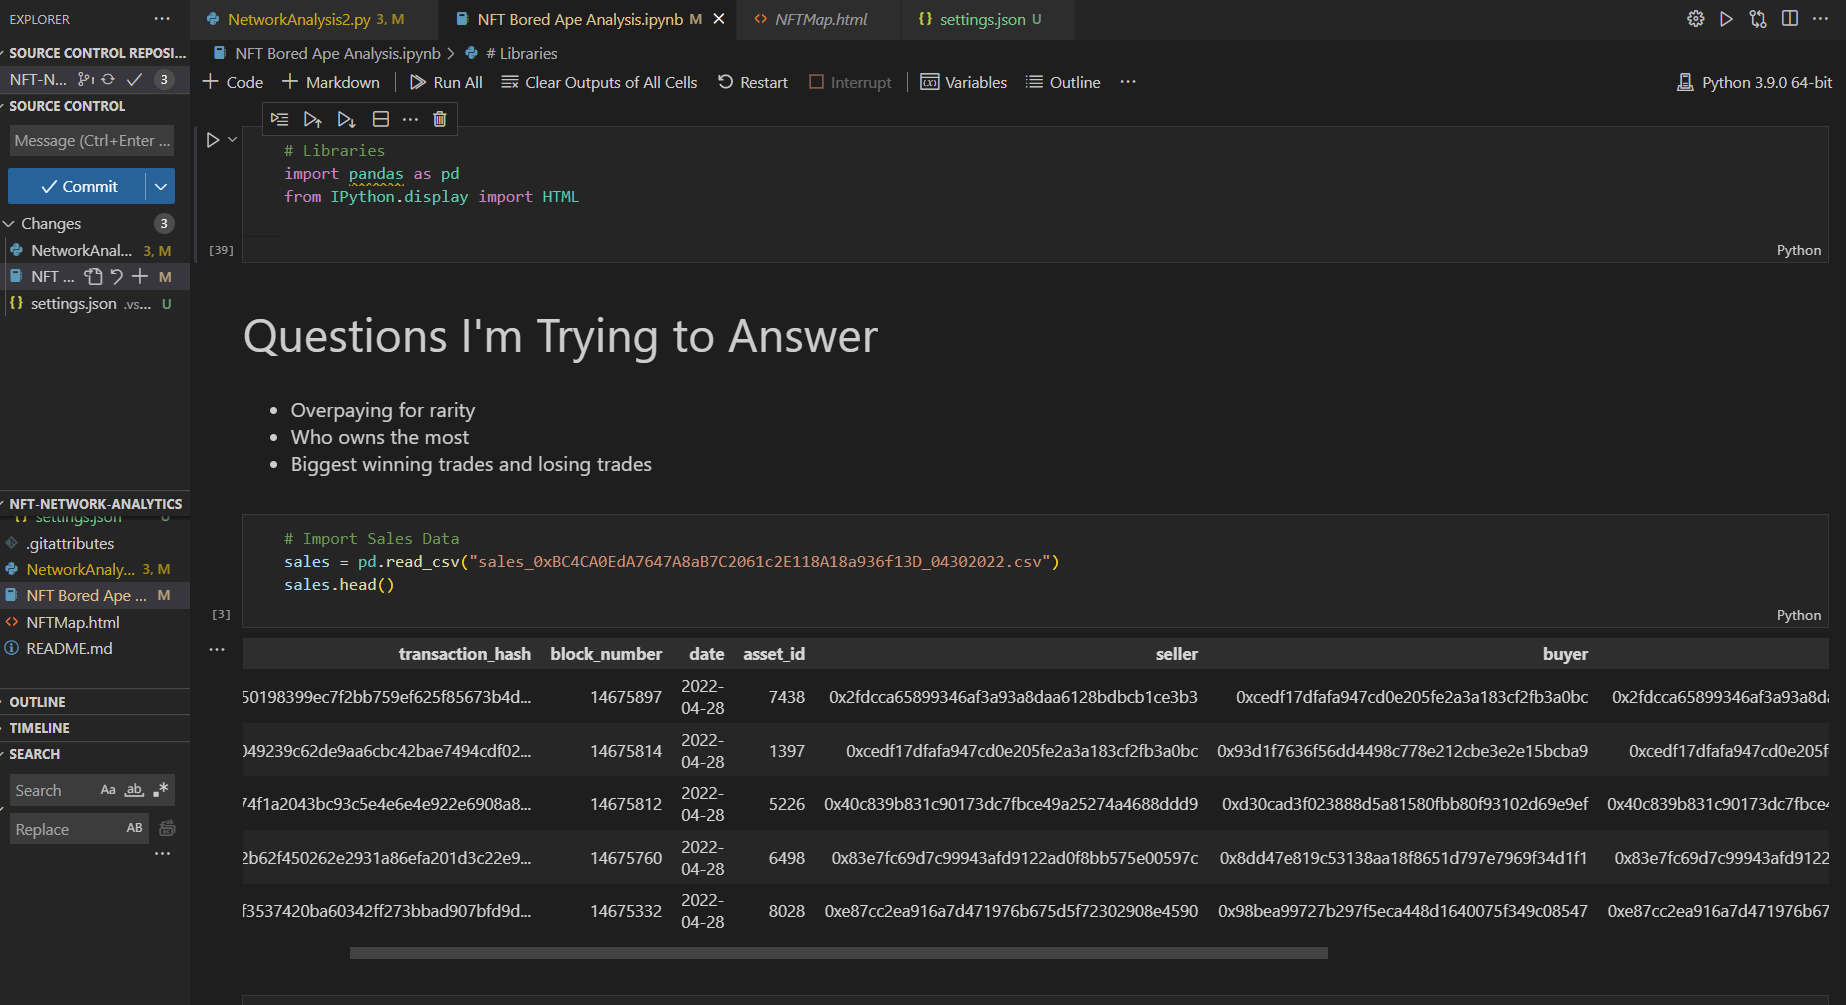 EXPLORER
NetworkAnalysis2.py 3, M
NFT Bored Ape Analysis.ipynb M
NFTMap.html
settings.json U
SOURCE CONTROL REPOSI...
NFT-N... 3
SOURCE CONTROL
Message (Ctrl+Enter ...
Commit
Changes 3
NetworkAnal... 3, M
NFT ... M
settings.json .vs... U
NFT-NETWORK-ANALYTICS
settings.json U
.gitattributes
NetworkAnaly... 3, M
NFT Bored Ape ... M
NFTMap.html
README.md
OUTLINE
TIMELINE
SEARCH
Search Aa ab
Replace AB
NFT Bored Ape Analysis.ipynb > # Libraries
Code Markdown Run All Clear Outputs of All Cells Restart Interrupt Variables Outline ... Python 3.9.0 64-bit
# Libraries
import pandas as pd
from IPython.display import HTML
[39] Python
Questions I'm Trying to Answer
• Overpaying for rarity
• Who owns the most
• Biggest winning trades and losing trades
# Import Sales Data
sales = pd.read_csv("sales_0xBC4CA0EdA7647A8aB7C2061c2E118A18a936f13D_04302022.csv")
sales.head()
[3] Python
transaction_hash block_number date asset_id seller buyer
50198399ec7f2bb759ef625f85673b4d... 14675897 2022-04-28 7438 0x2fdcca65899346af3a93a8daa6128bdbcb1ce3b3 0xcedf17dfafa947cd0e205fe2a3a183cf2fb3a0bc 0x2fdcca65899346af3a93a8d
049239c62de9aa6cbc42bae7494cdf02... 14675814 2022-04-28 1397 0xcedf17dfafa947cd0e205fe2a3a183cf2fb3a0bc 0x93d1f7636f56dd4498c778e212cbe3e2e15bcba9 0xcedf17dfafa947cd0e205f
74f1a2043bc93c5e4e6e4e922e6908a8... 14675812 2022-04-28 5226 0x40c839b831c90173dc7fbce49a25274a4688ddd9 0xd30cad3f023888d5a81580fbb80f93102d69e9ef 0x40c839b831c90173dc7fbce4
2b62f450262e2931a86efa201d3c22e9... 14675760 2022-04-28 6498 0x83e7fc69d7c99943afd9122ad0f8bb575e00597c 0x8dd47e819c53138aa18f8651d797e7969f34d1f1 0x83e7fc69d7c99943afd9122
f3537420ba60342ff273bbad907bfd9d... 14675332 2022-04-28 8028 0xe87cc2ea916a7d471976b675d5f72302908e4590 0x98bea99727b297f5eca448d1640075f349c08547 0xe87cc2ea916a7d471976b67